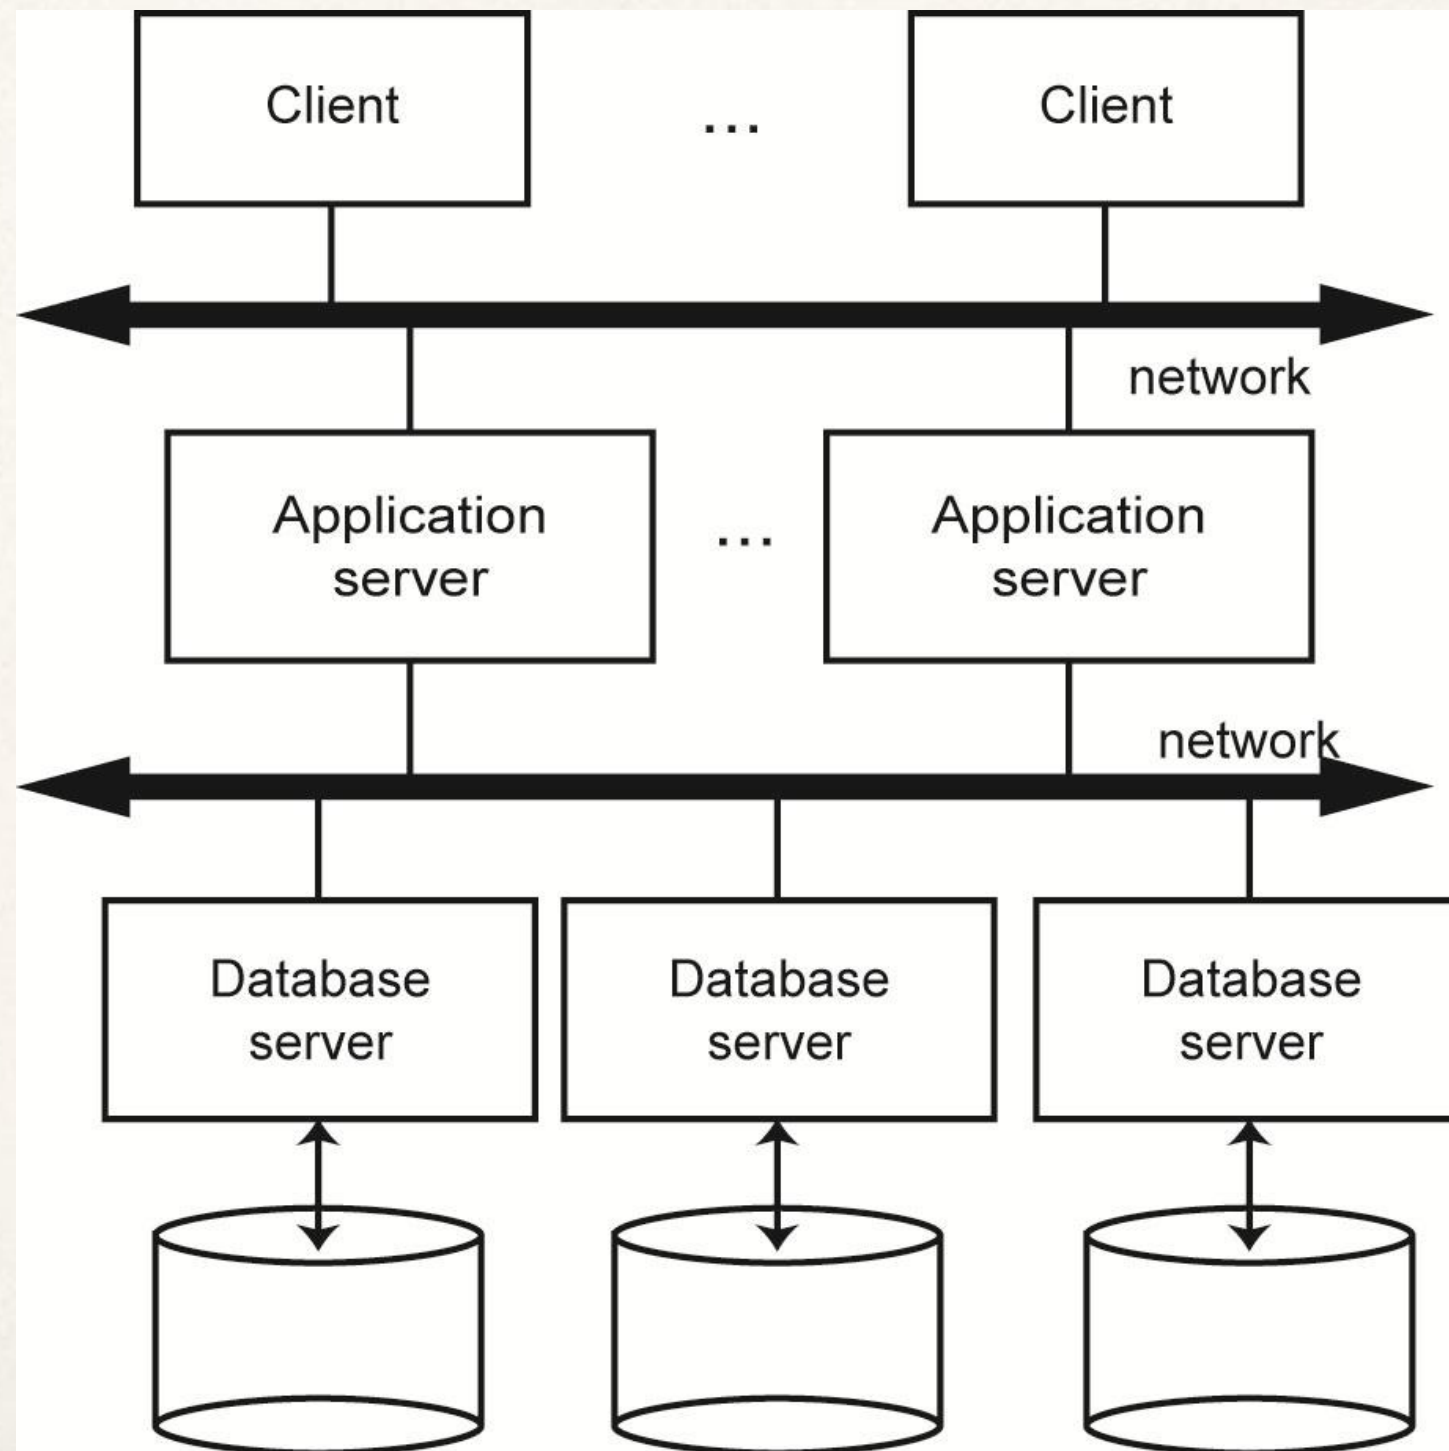 Client
...
Client
network
Application
server
...
Application
server
network
Database
server
Database
server
Database
server